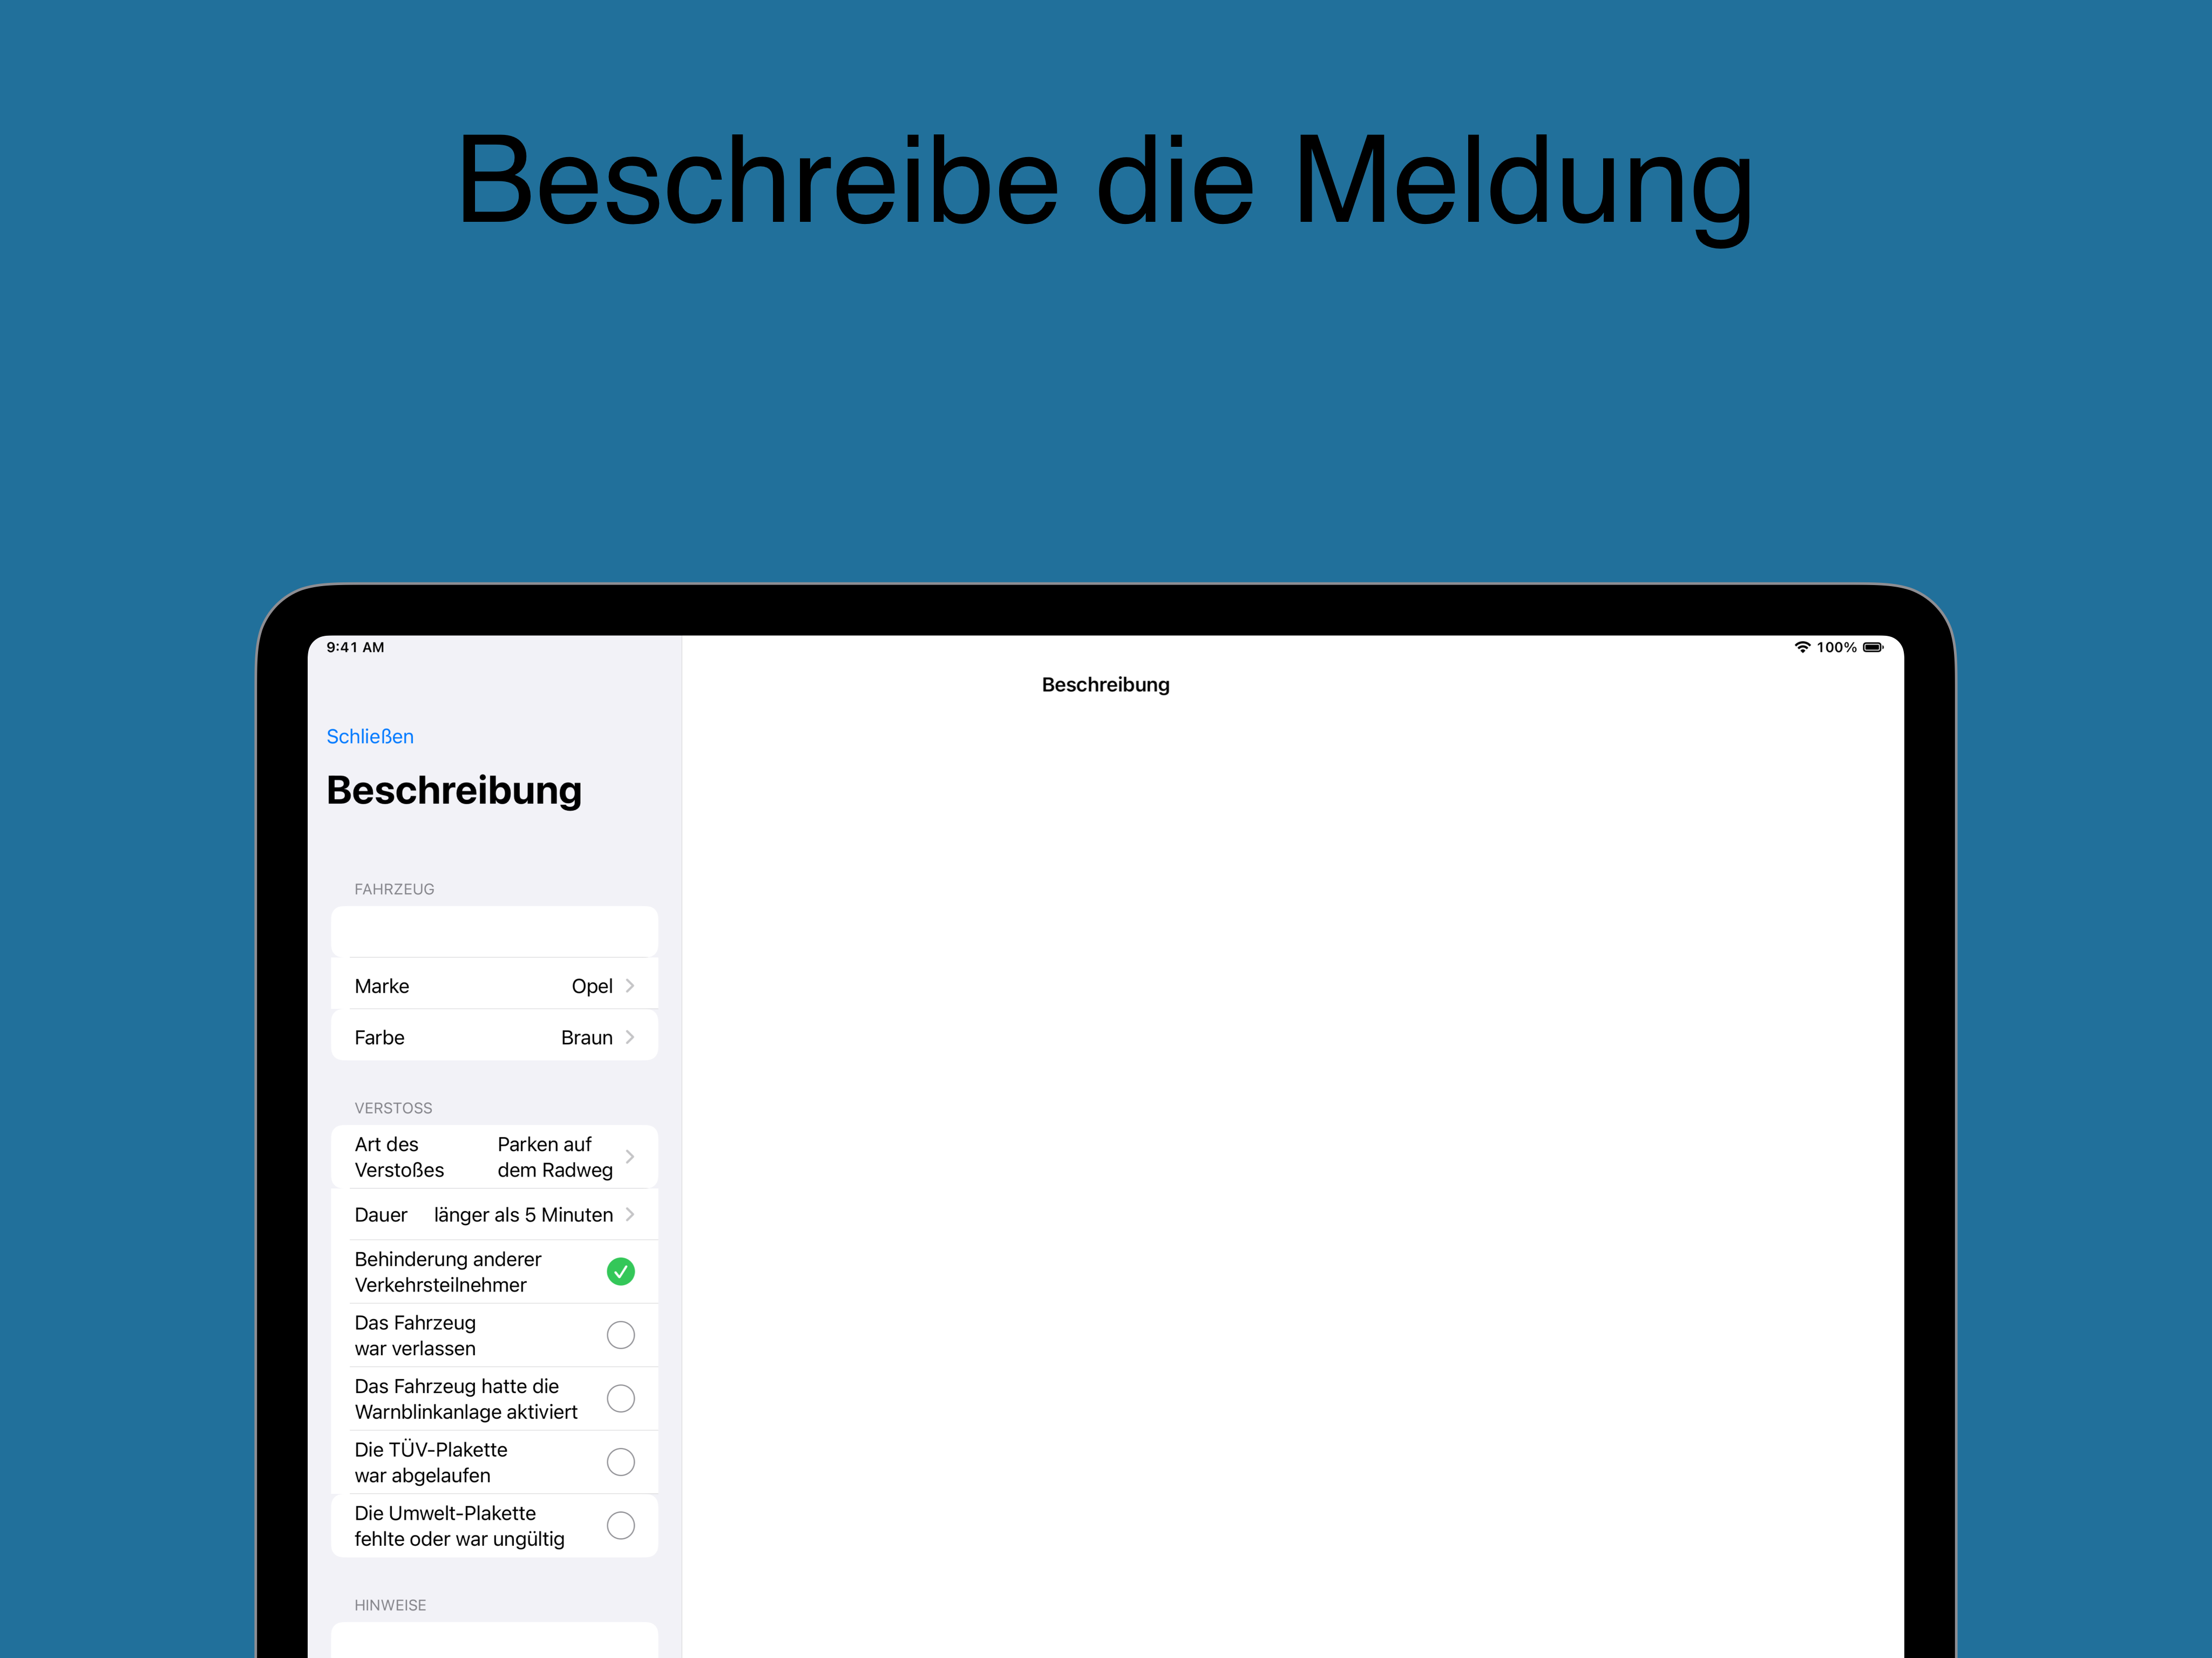 Beschreibe die Meldung
9:41 AM
100%
Beschreibung
Schließen
Beschreibung
FAHRZEUG
Marke Opel
Farbe Braun
VERSTOSS
Art des Verstoßes Parken auf dem Radweg
Dauer länger als 5 Minuten
Behinderung anderer
Verkehrsteilnehmer
Das Fahrzeug
war verlassen
Das Fahrzeug hatte die
Warnblinkanlage aktiviert
Die TÜV-Plakette
war abgelaufen
Die Umwelt-Plakette
fehlte oder war ungültig
HINWEISE